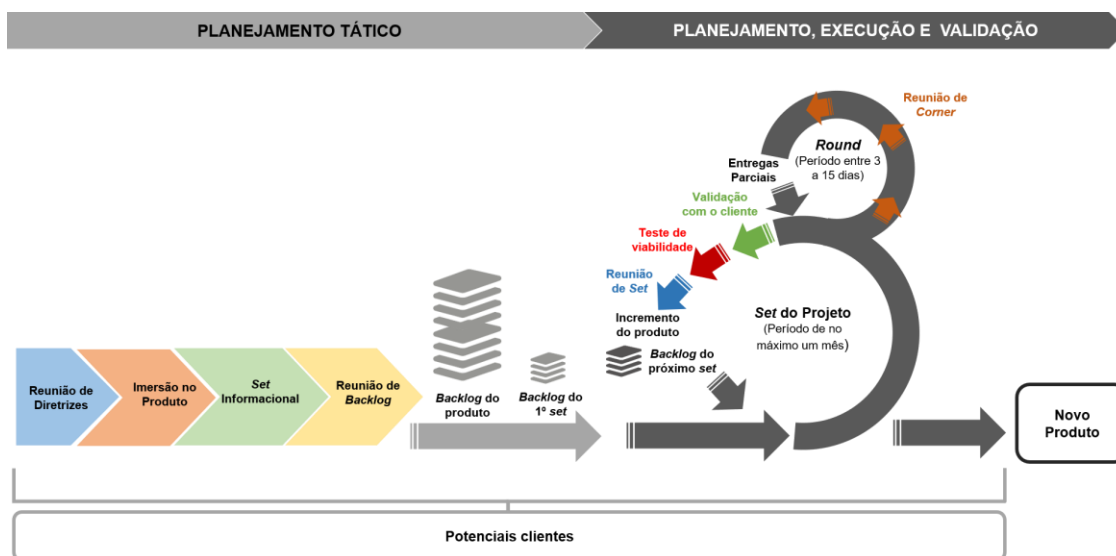 PLANEJAMENTO TÁTICO
PLANEJAMENTO, EXECUÇÃO E VALIDAÇÃO
Reunião de
Corner
Round
(Período entre 3
a 15 dias)
Entregas
Parciais
Validação
com o cliente
Teste de
viabilidade
Reunião
de Set
Incremento
do produto
Set do Projeto
(Período de no
máximo um mês)
Backlog do
próximo set
Reunião de
Diretrizes
Imersão no
Produto
Set
Informacional
Reunião de
Backlog
Backlog do
produto
Backlog do
1º set
Novo
Produto
Potenciais clientes